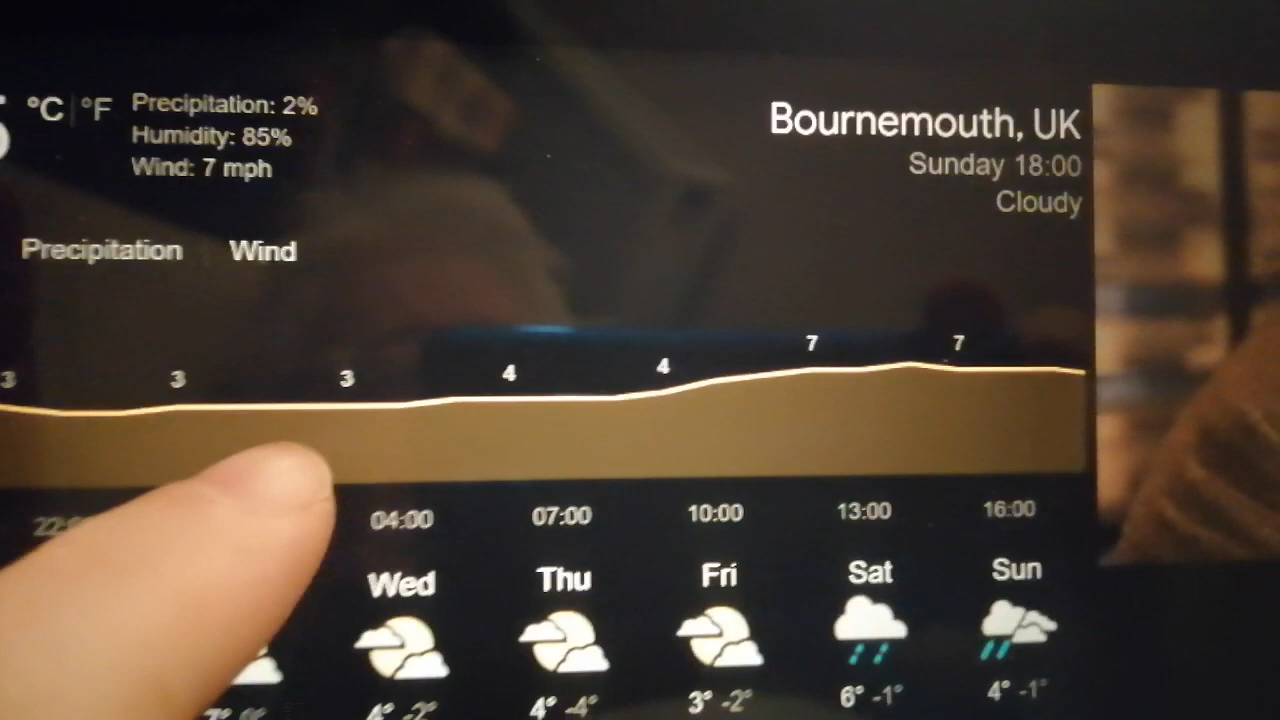 °C | °F
Precipitation: 2%
Humidity: 85%
Wind: 7 mph
Bournemouth, UK
Sunday 18:00
Cloudy
Precipitation Wind
3 3 3 4 4 7 7
04:00 07:00 10:00 13:00 16:00
Wed Thu Fri Sat Sun
4° -2° 4° -4° 3° -2° 6° -1° 4° -1°